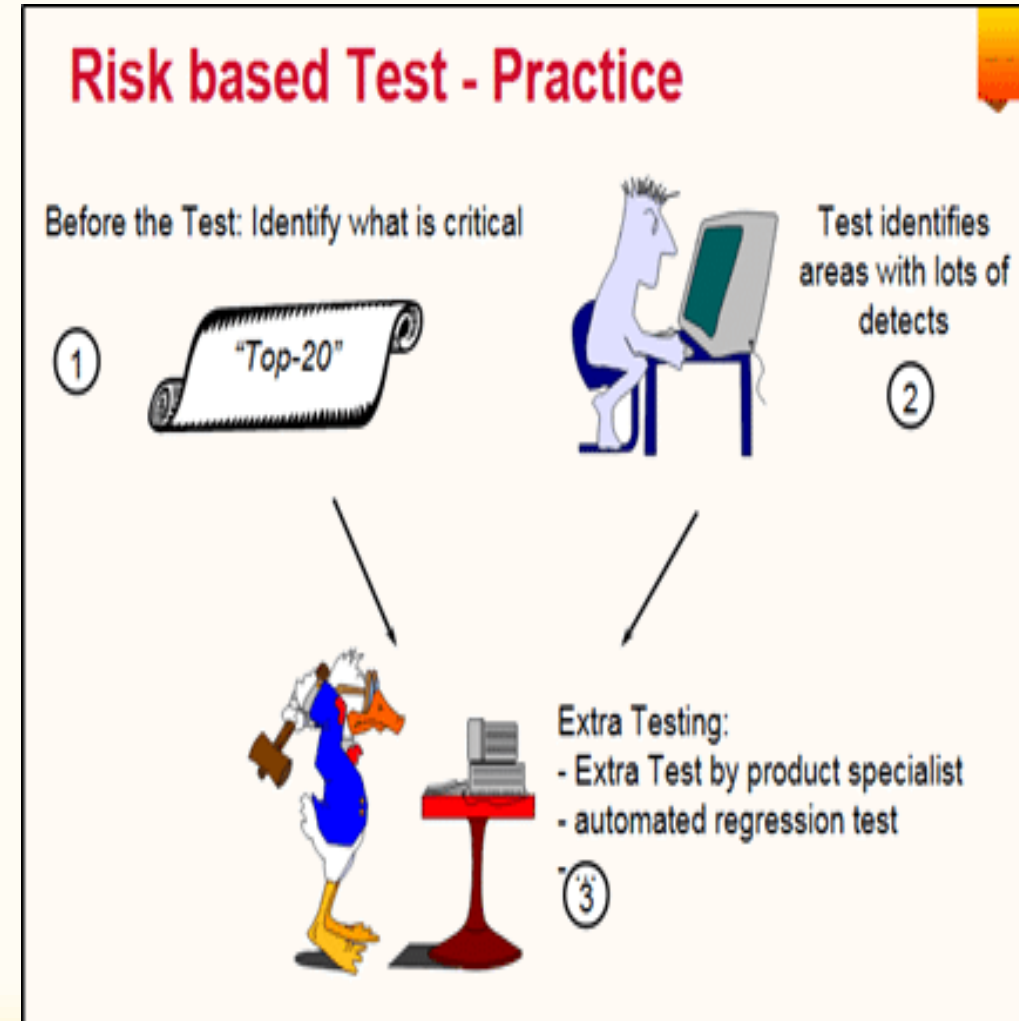 Risk based Test - Practice
Before the Test: Identify what is critical
1
"Top-20"
Test identifies
areas with lots of
detects
2
Extra Testing:
- Extra Test by product specialist
- automated regression test
- ...
3